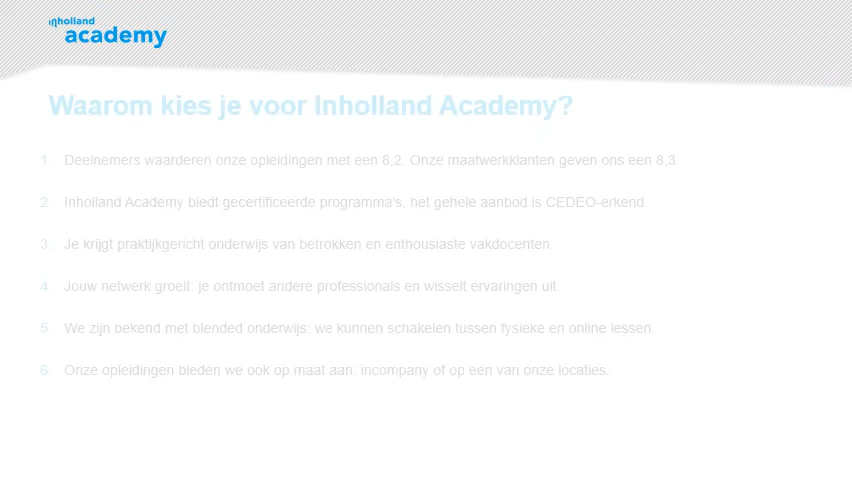 inholland
academy
Waarom kies je voor Inholland Academy?
1. Deelnemers waarderen onze opleidingen met een 8,2. Onze maatwerkklanten geven ons een 8,3.
2. Inholland Academy biedt gecertificeerde programma's, het gehele aanbod is CEDEO-erkend.
3. Je krijgt praktijkgericht onderwijs van betrokken en enthousiaste vakdocenten.
4. Jouw netwerk groeit: je ontmoet andere professionals en wisselt ervaringen uit.
5. We zijn bekend met blended onderwijs: we kunnen schakelen tussen fysieke en online lessen.
6. Onze opleidingen bieden we ook op maat aan: incompany of op een van onze locaties.